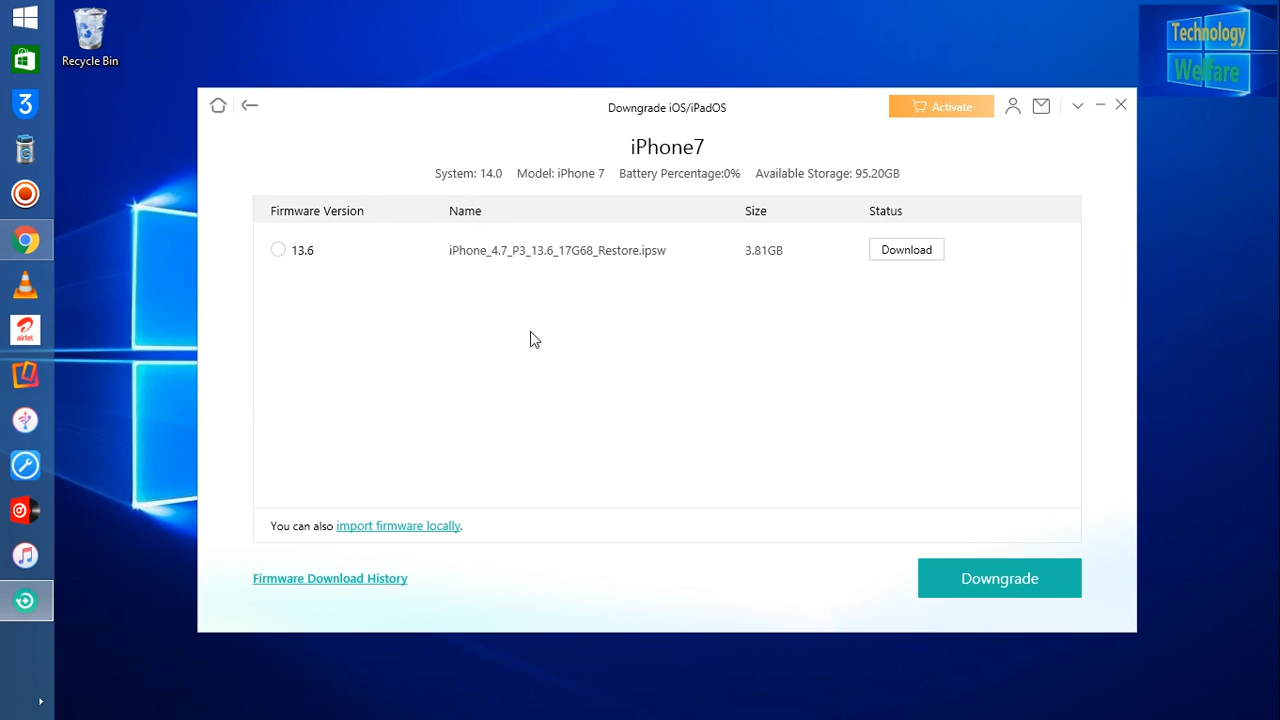 Recycle Bin
Technology
Welfare
3
airtel
Downgrade iOS/iPadOS
Activate
iPhone7
System: 14.0 Model: iPhone 7 Battery Percentage:0% Available Storage: 95.20GB
Firmware Version Name Size Status
13.6 iPhone_4.7_P3_13.6_17G68_Restore.ipsw 3.81GB Download
You can also import firmware locally.
Firmware Download History
Downgrade